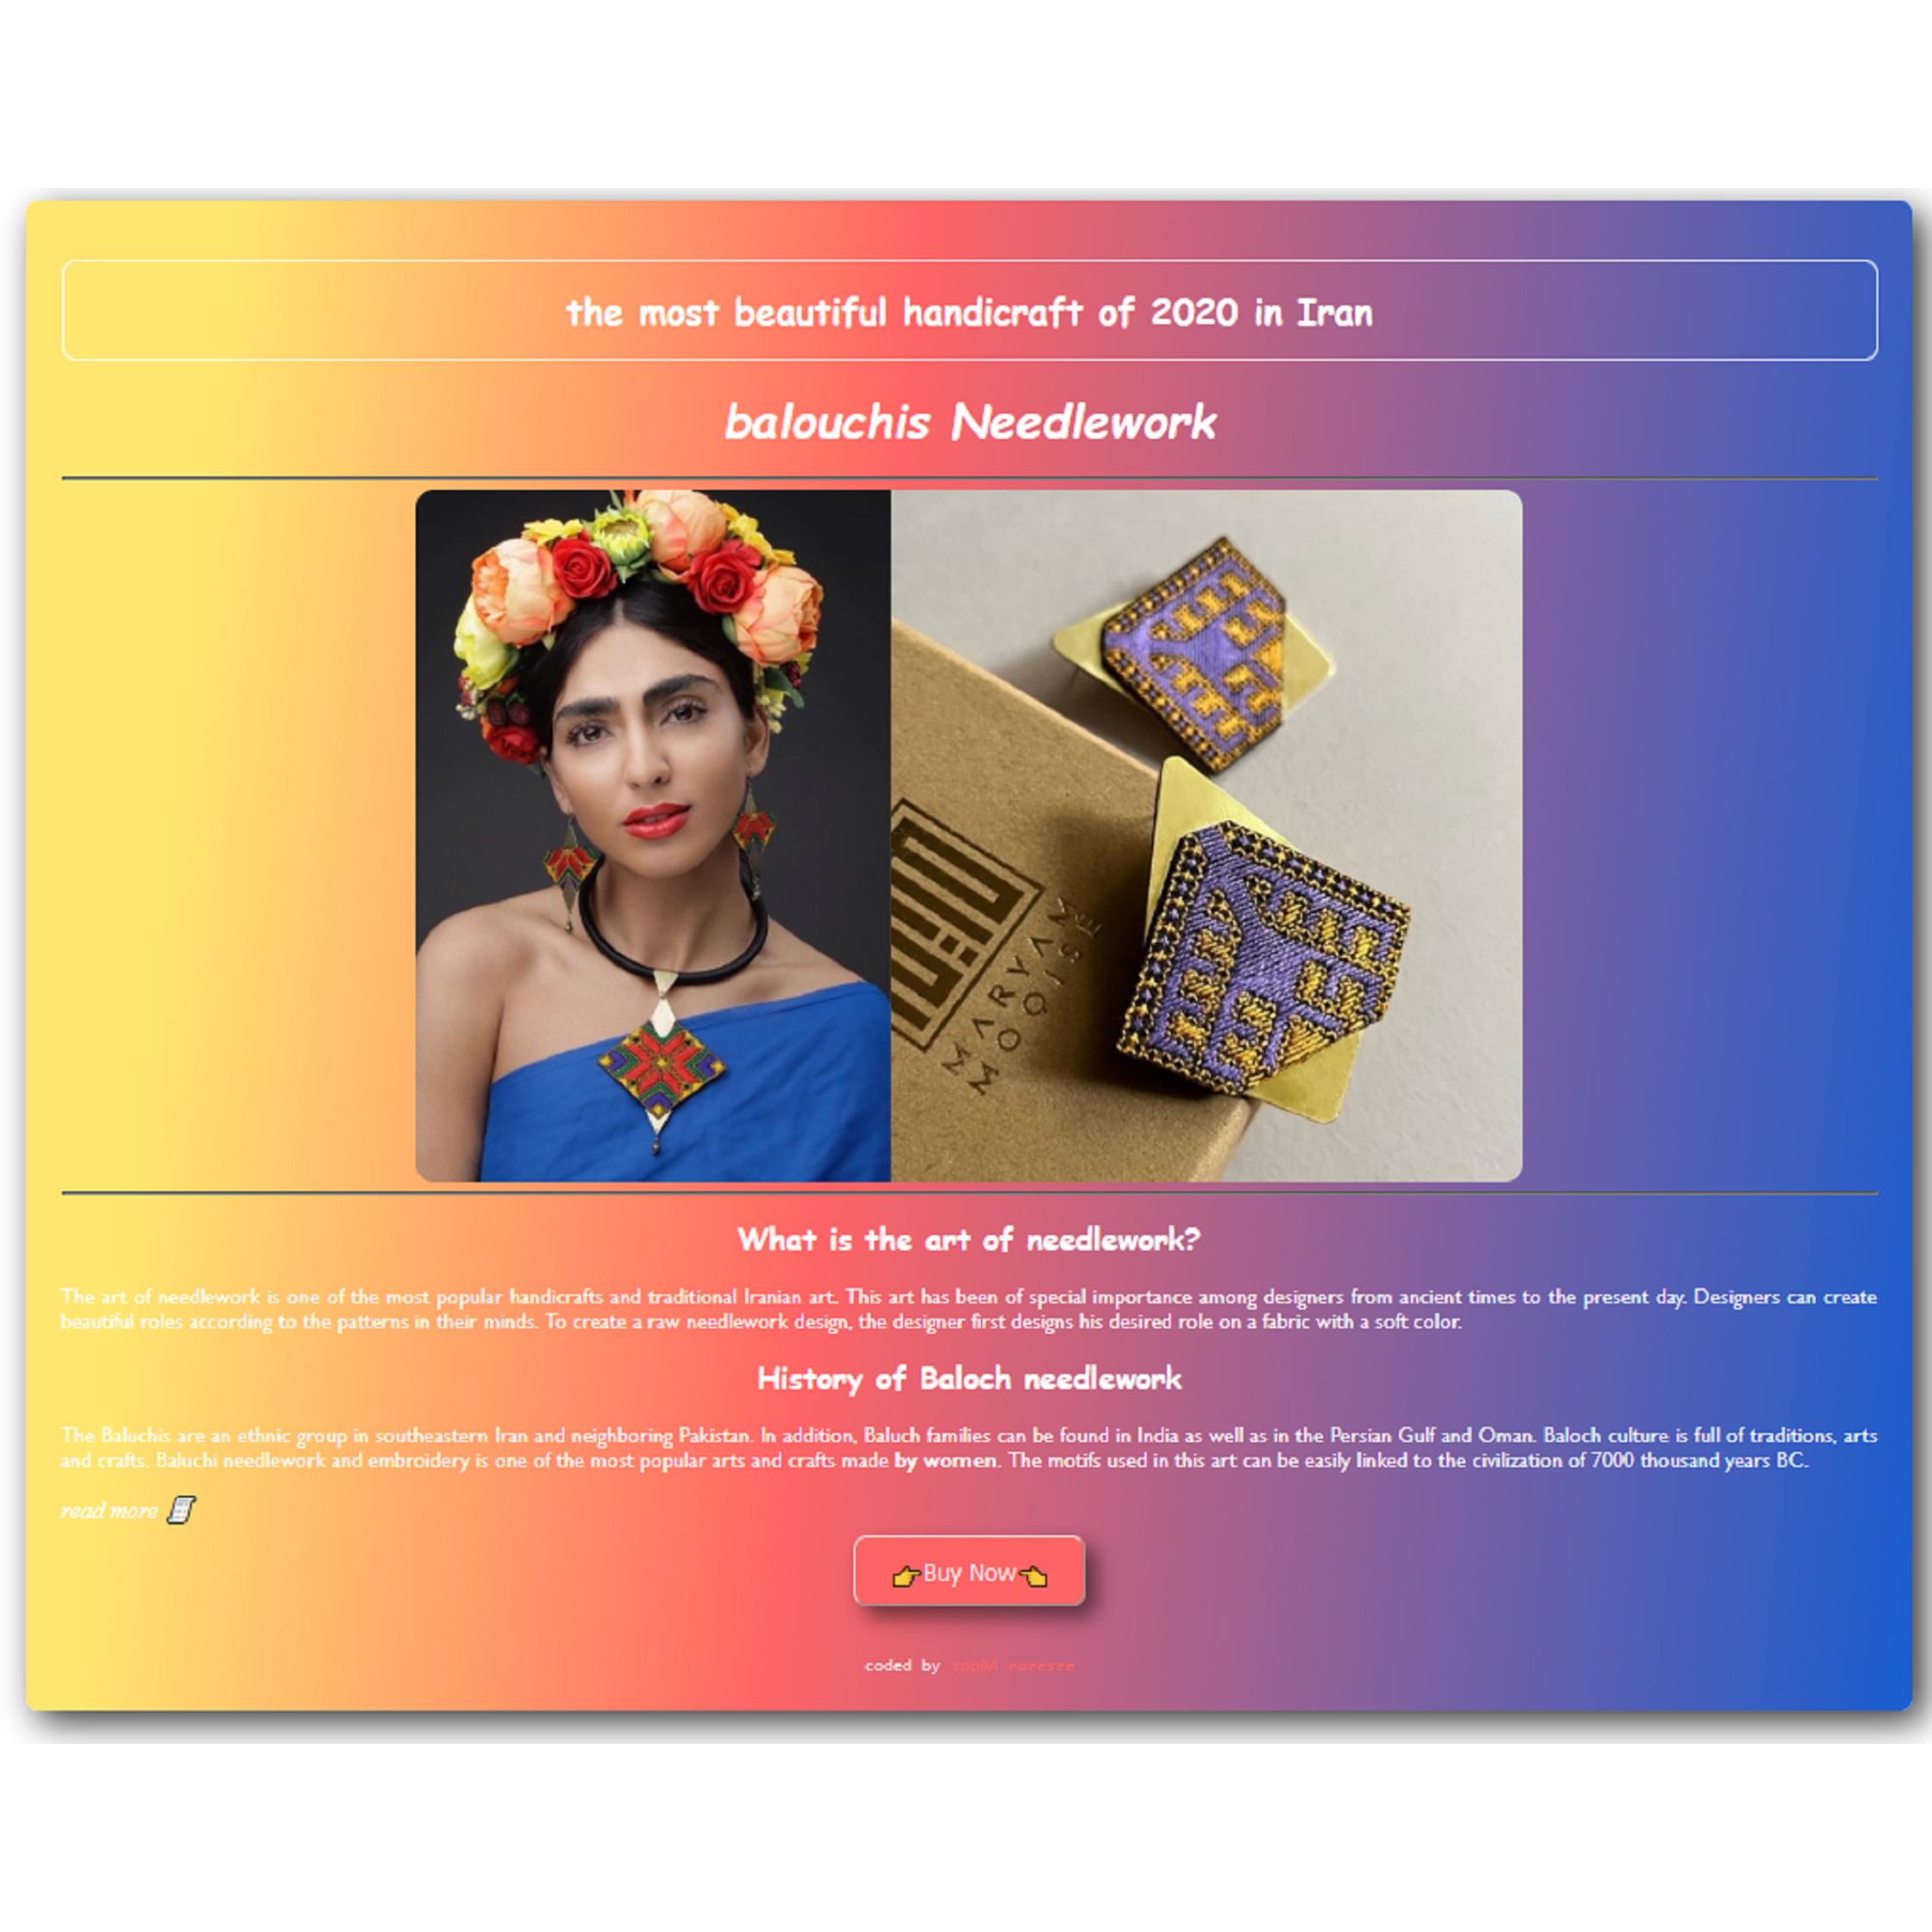 the most beautiful handicraft of 2020 in Iran
balouchis Needlework
MARYAM
MOQISE
What is the art of needlework?
The art of needlework is one of the most popular handicrafts and traditional Iranian art. This art has been of special importance among designers from ancient times to the present day. Designers can create
beautiful roles according to the patterns in their minds. To create a raw needlework design, the designer first designs his desired role on a fabric with a soft color.
History of Baloch needlework
The Baluchis are an ethnic group in southeastern Iran and neighboring Pakistan. In addition, Baluch families can be found in India as well as in the Persian Gulf and Oman. Baloch culture is full of traditions, arts
and crafts. Baluchi needlework and embroidery is one of the most popular arts and crafts made by women. The motifs used in this art can be easily linked to the civilization of 7000 thousand years BC.
read more
👉Buy Now👈
coded by